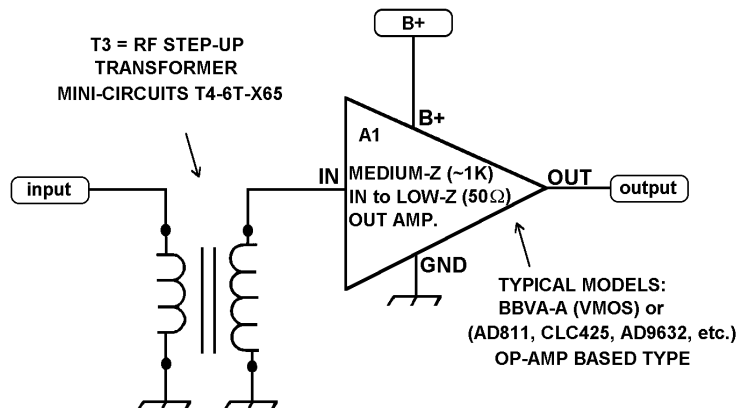 B+
T3 = RF STEP-UP
TRANSFORMER
MINI-CIRCUITS T4-6T-X65
B+
A1
input
IN
MEDIUM-Z (~1K)
IN to LOW-Z (50Ω)
OUT AMP.
OUT
output
GND
TYPICAL MODELS:
BBVA-A (VMOS) or
(AD811, CLC425, AD9632, etc.)
OP-AMP BASED TYPE